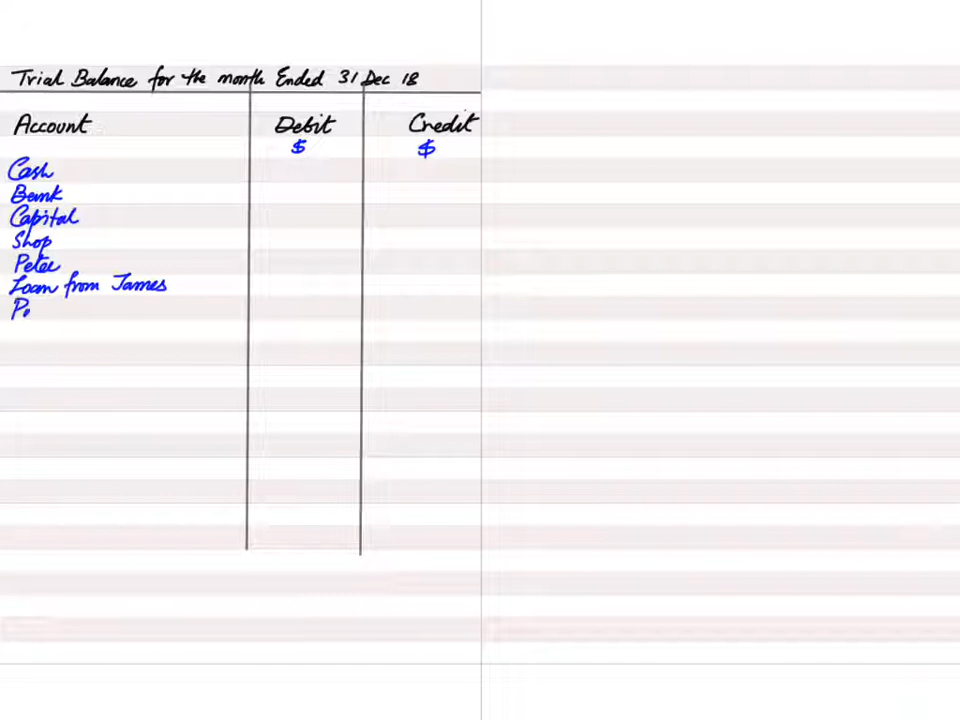 Trial Balance for the month Ended 31 Dec 18
Account Debit Credit
$ $
Cash
Bank
Capital
Shop
Peter
Loan from James